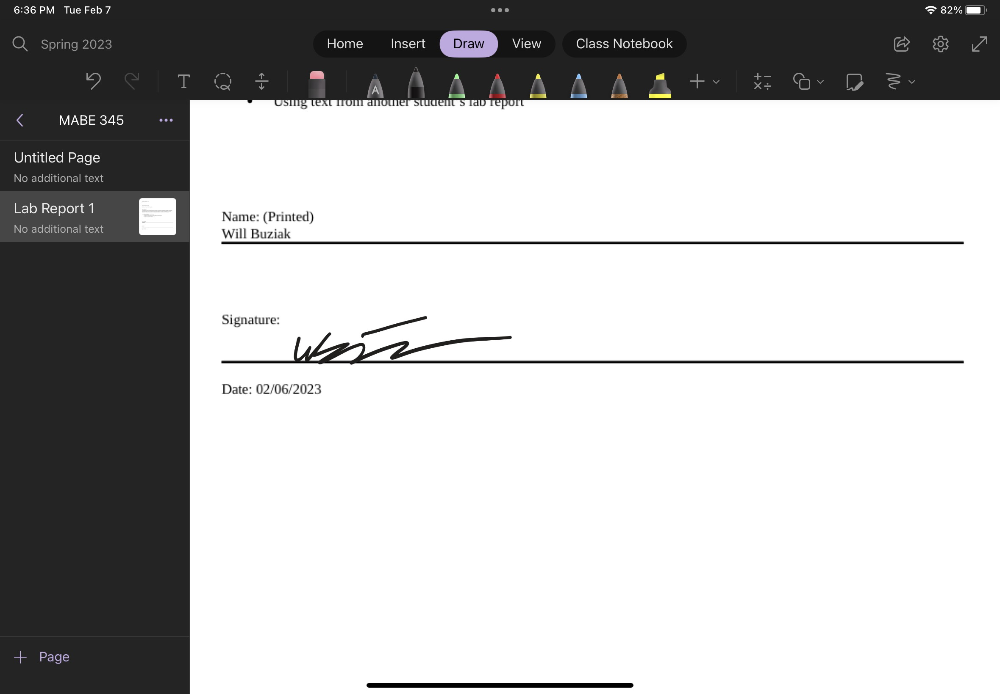 6:36 PM Tue Feb 7
82%
Spring 2023
Home Insert Draw View Class Notebook
T A
MABE 345
Untitled Page
No additional text
Lab Report 1
No additional text
Page
• Using text from another student's lab report
Name: (Printed)
Will Buziak
Signature:
Date: 02/06/2023